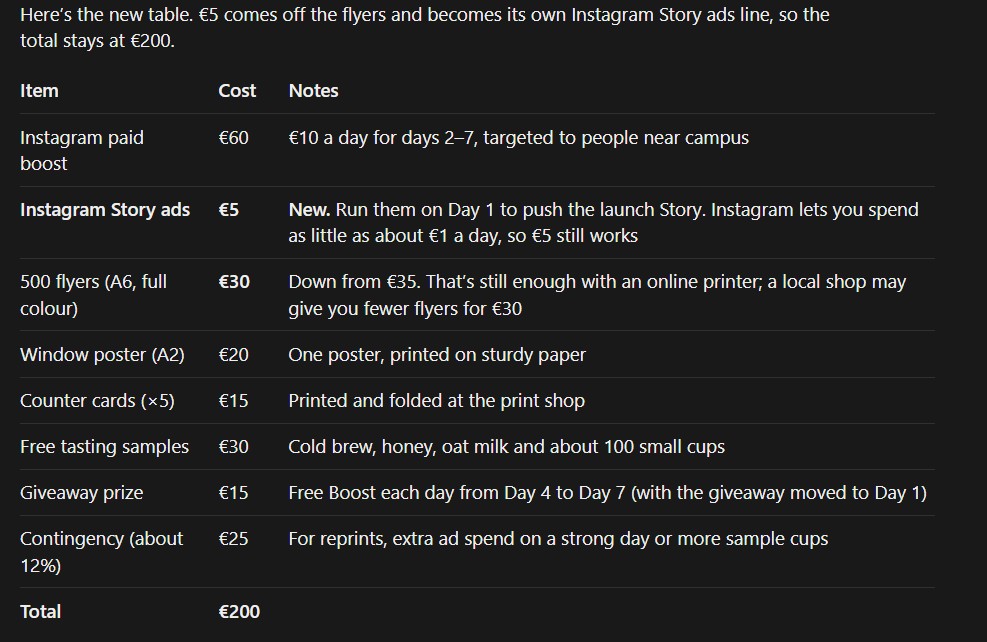 Here’s the new table. €5 comes off the flyers and becomes its own Instagram Story ads line, so the
total stays at €200.
Item Cost Notes
Instagram paid boost €60 €10 a day for days 2–7, targeted to people near campus
Instagram Story ads €5 New. Run them on Day 1 to push the launch Story. Instagram lets you spend
as little as about €1 a day, so €5 still works
500 flyers (A6, full colour) €30 Down from €35. That’s still enough with an online printer; a local shop may
give you fewer flyers for €30
Window poster (A2) €20 One poster, printed on sturdy paper
Counter cards (×5) €15 Printed and folded at the print shop
Free tasting samples €30 Cold brew, honey, oat milk and about 100 small cups
Giveaway prize €15 Free Boost each day from Day 4 to Day 7 (with the giveaway moved to Day 1)
Contingency (about 12%) €25 For reprints, extra ad spend on a strong day or more sample cups
Total €200